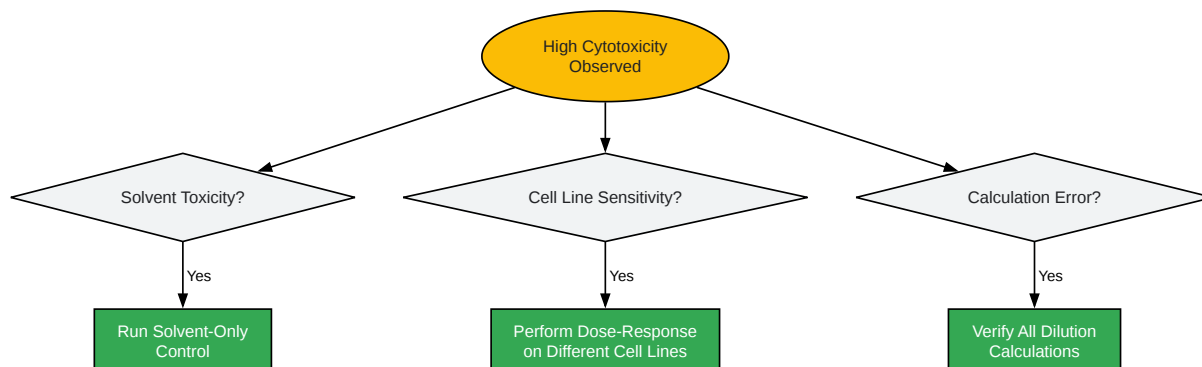 High Cytotoxicity
Observed
Solvent Toxicity?
Cell Line Sensitivity?
Calculation Error?
Yes
Yes
Yes
Run Solvent-Only
Control
Perform Dose-Response
on Different Cell Lines
Verify All Dilution
Calculations